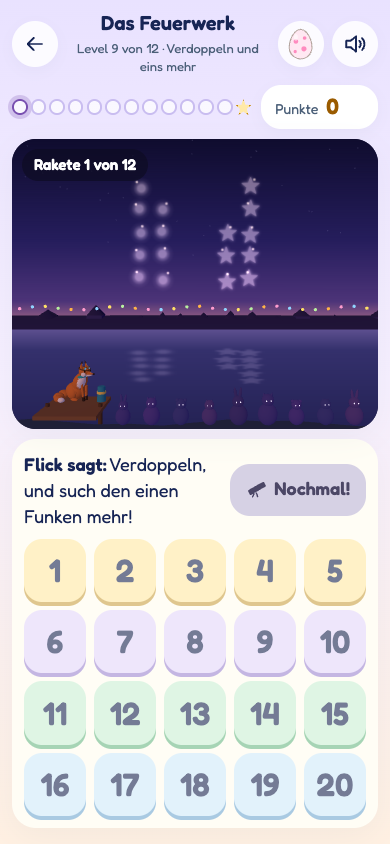 Das Feuerwerk
Level 9 von 12 · Verdoppeln und
eins mehr
Punkte 0
Rakete 1 von 12
Flick sagt: Verdoppeln,
und such den einen
Funken mehr!
Nochmal!
1 2 3 4 5
6 7 8 9 10
11 12 13 14 15
16 17 18 19 20